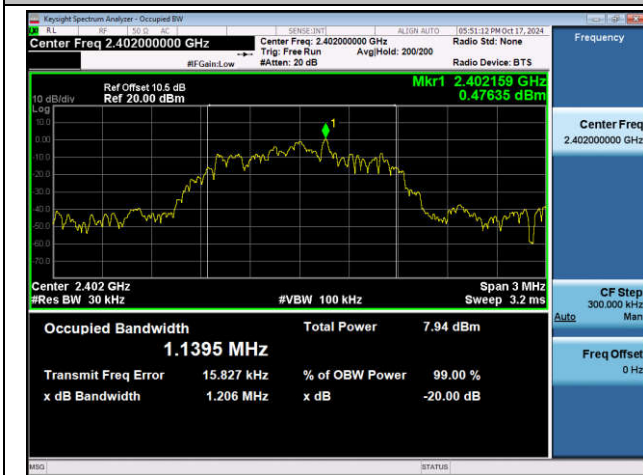 Keysight Spectrum Analyzer - Occupied BW
RL RF 50 Ω AC SENSE:INT ALIGN AUTO 05:51:12 PM Oct 17, 2024
Center Freq 2.402000000 GHz Center Freq: 2.402000000 GHz Radio Std: None
Trig: Free Run Avg|Hold: 200/200
#IFGain:Low #Atten: 20 dB Radio Device: BTS
Ref Offset 10.5 dB Mkr1 2.402159 GHz
10 dB/div Ref 20.00 dBm 0.47635 dBm
Log
10.0
0.00
-10.0
-20.0
-30.0
-40.0
-50.0
-60.0
-70.0
1
Center 2.402 GHz Span 3 MHz
#Res BW 30 kHz #VBW 100 kHz Sweep 3.2 ms
Occupied Bandwidth Total Power 7.94 dBm
1.1395 MHz
Transmit Freq Error 15.827 kHz % of OBW Power 99.00 %
x dB Bandwidth 1.206 MHz x dB -20.00 dB
MSG STATUS
Frequency
Center Freq
2.402000000 GHz
CF Step
300.000 kHz
Auto Man
Freq Offset
0 Hz